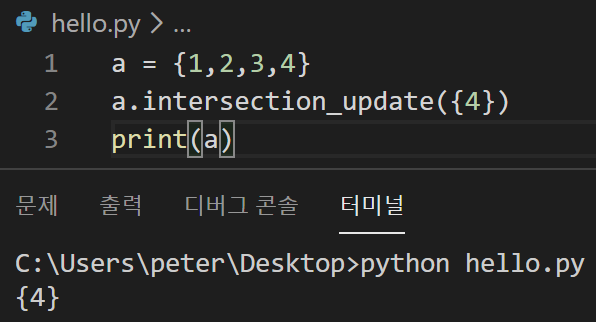 hello.py > ...
1 a = {1,2,3,4}
2 a.intersection_update({4})
3 print(a)
문제 출력 디버그 콘솔 터미널
C:\Users\peter\Desktop>python hello.py
{4}